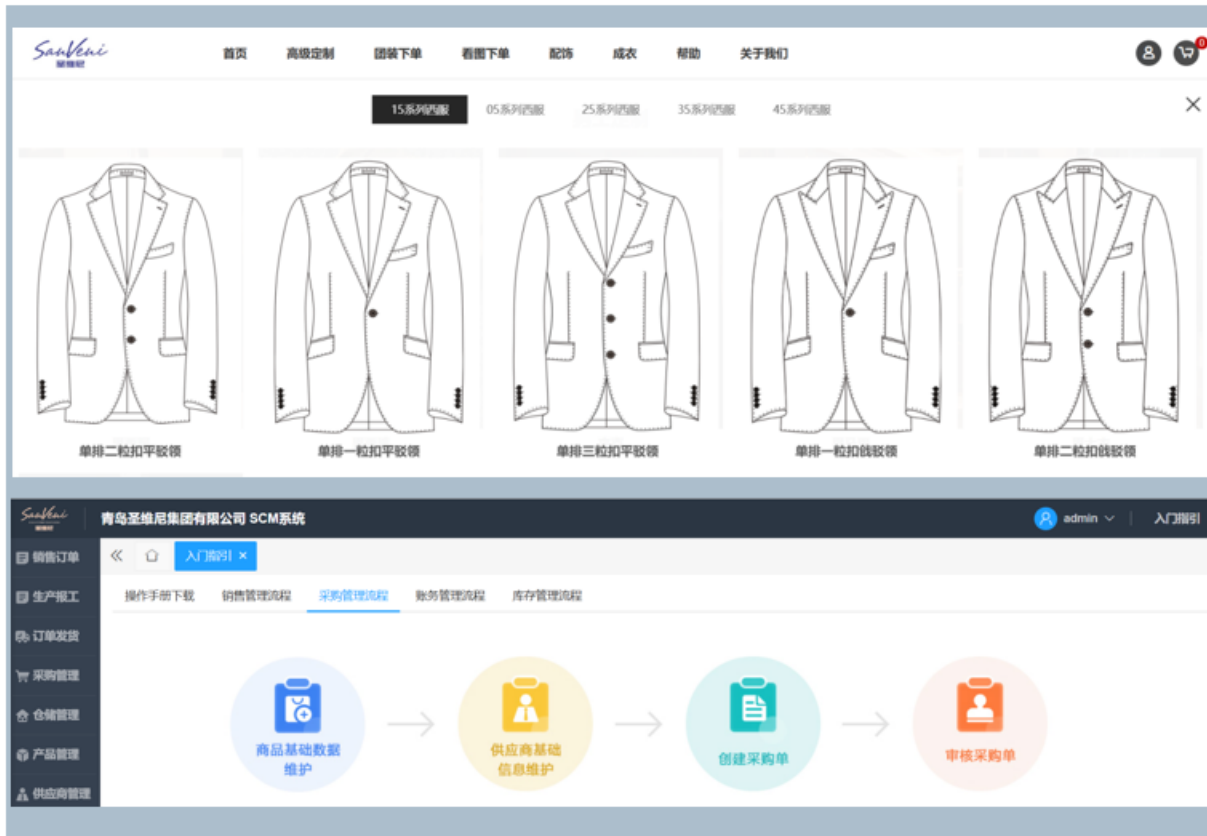 SanVeni
圣维尼
首页 高级定制 团装下单 看图下单 配饰 成衣 帮助 关于我们
0
15系列西服 05系列西服 25系列西服 35系列西服 45系列西服
单排二粒扣平驳领 单排一粒扣平驳领 单排三粒扣平驳领 单排一粒扣戗驳领 单排二粒扣戗驳领
SanVeni
青岛圣维尼集团有限公司 SCM系统
admin
入门指引
销售订单
入门指引
生产报工
操作手册下载 销售管理流程 采购管理流程 账务管理流程 库存管理流程
订单发货
采购管理
仓储管理
产品管理
供应商管理
商品基础数据
维护
供应商基础
信息维护
创建采购单
审核采购单